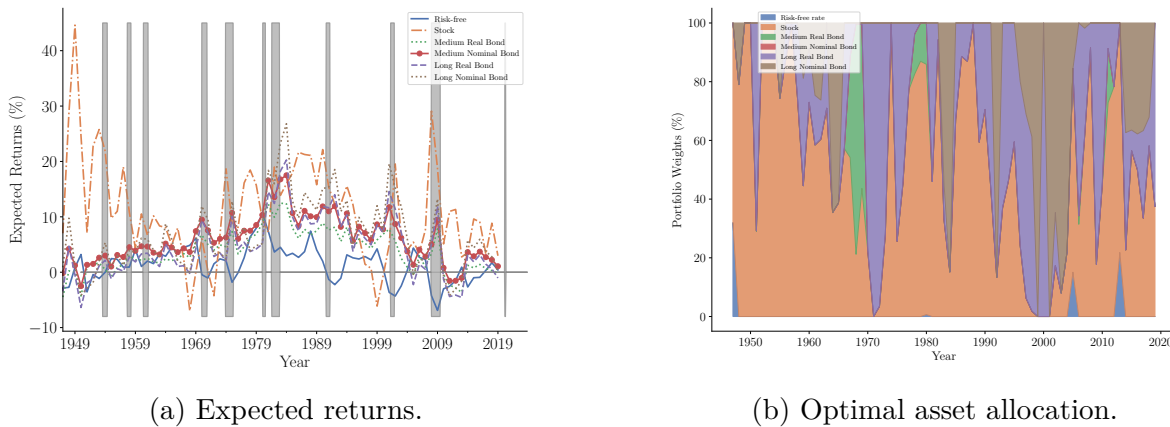 Expected Returns (%)
40
30
20
10
0
−10
1949
1959
1969
1979
1989
1999
2009
2019
Year
Risk-free
Stock
Medium Real Bond
Medium Nominal Bond
Long Real Bond
Long Nominal Bond
(a) Expected returns.
Portfolio Weights (%)
100
80
60
40
20
0
1950
1960
1970
1980
1990
2000
2010
2020
Year
Risk-free rate
Stock
Medium Real Bond
Medium Nominal Bond
Long Real Bond
Long Nominal Bond
(b) Optimal asset allocation.